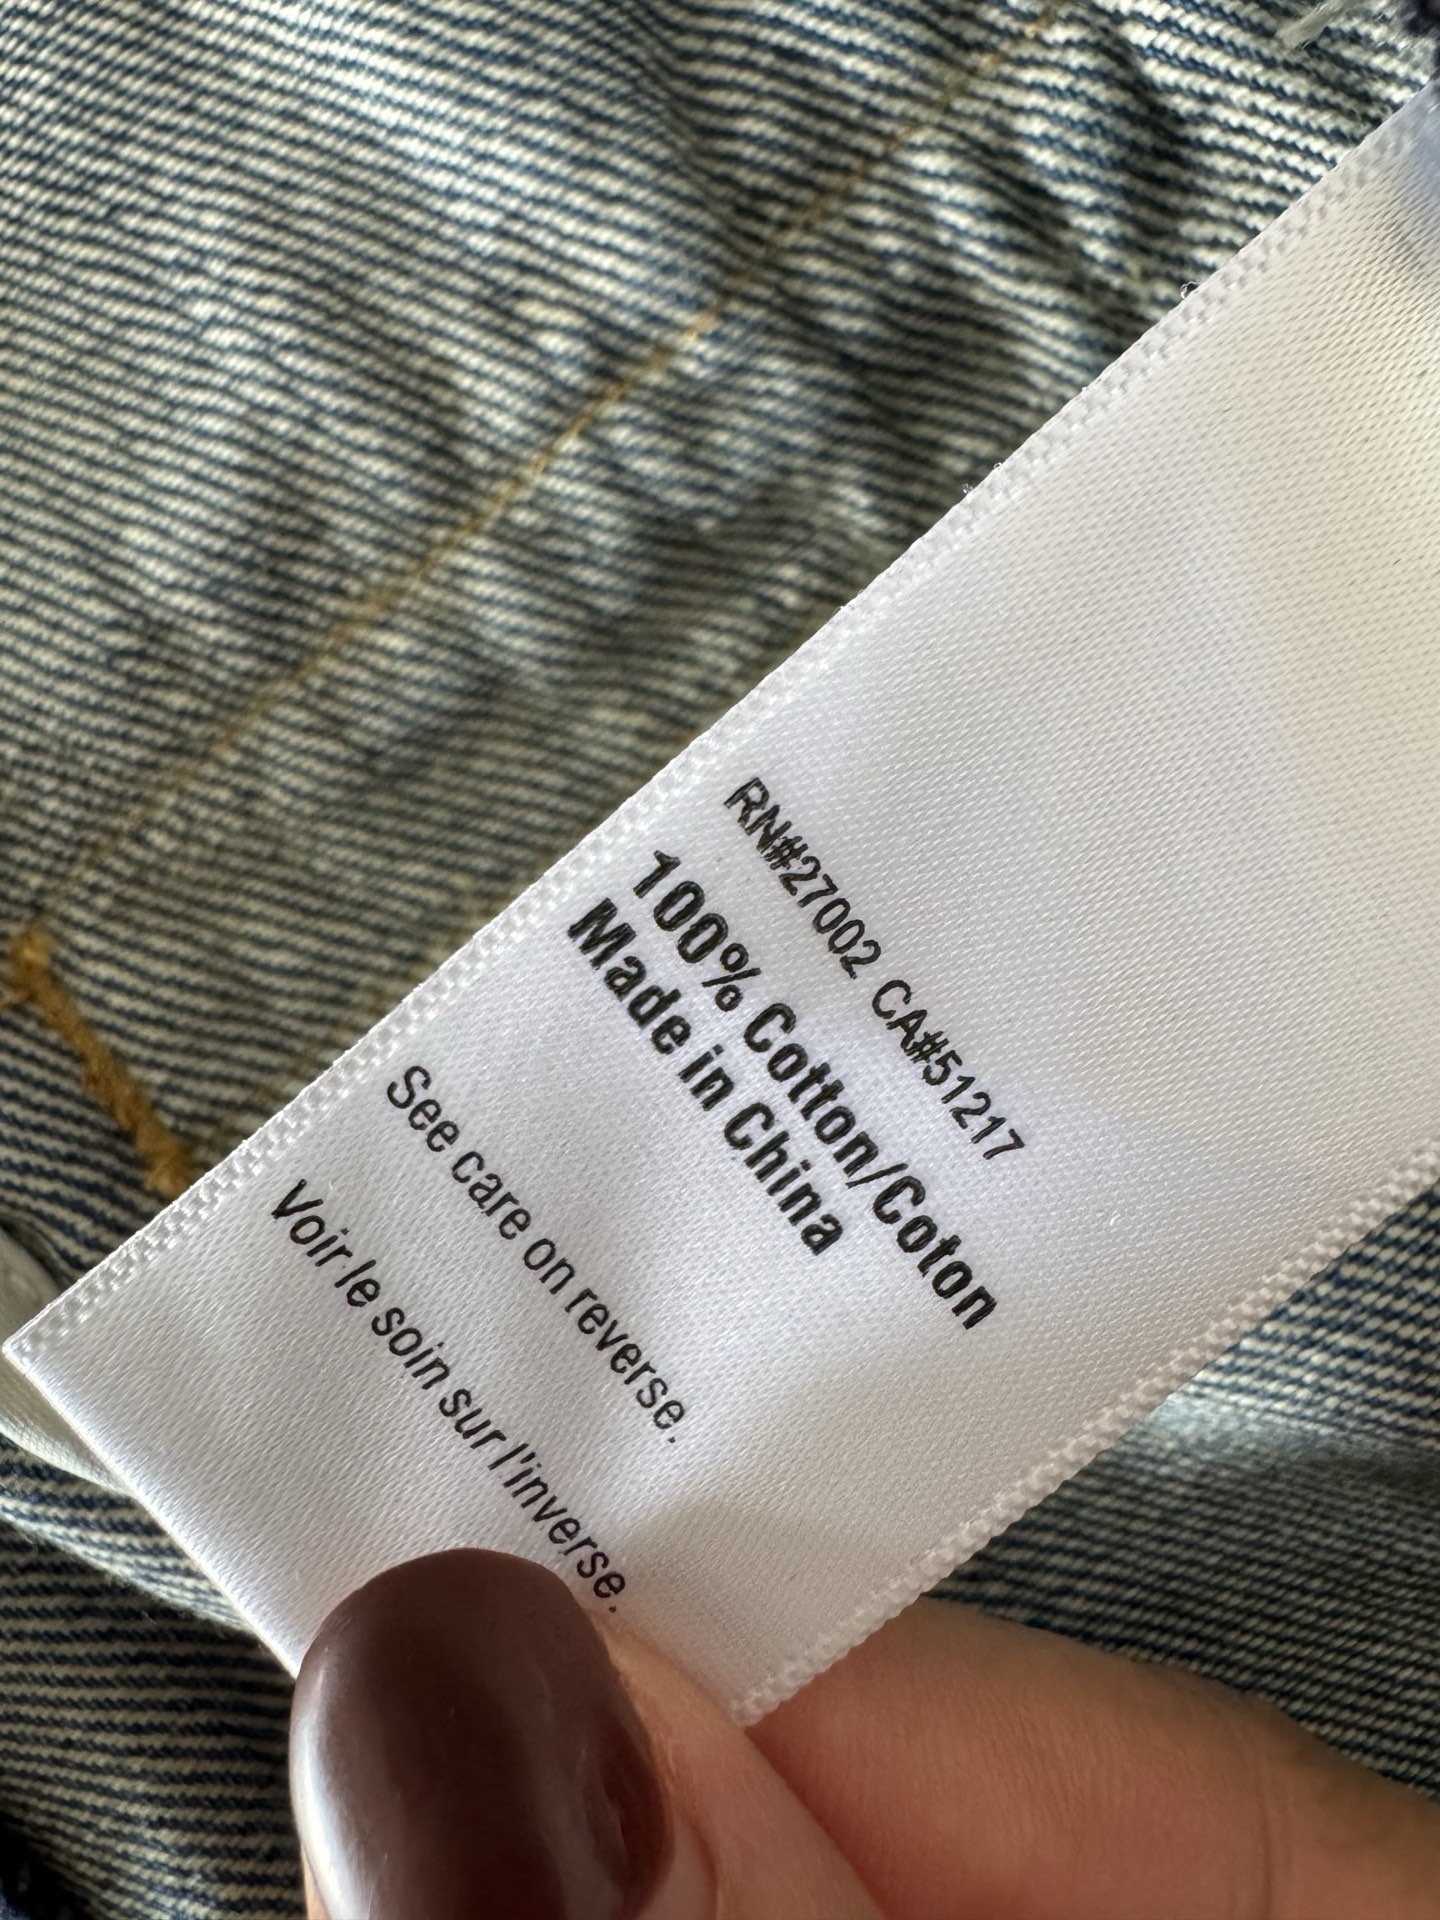 RN#27002 CA#51217
100% Cotton/Coton
Made in China
See care on reverse.
Voir le soin sur l'inverse.